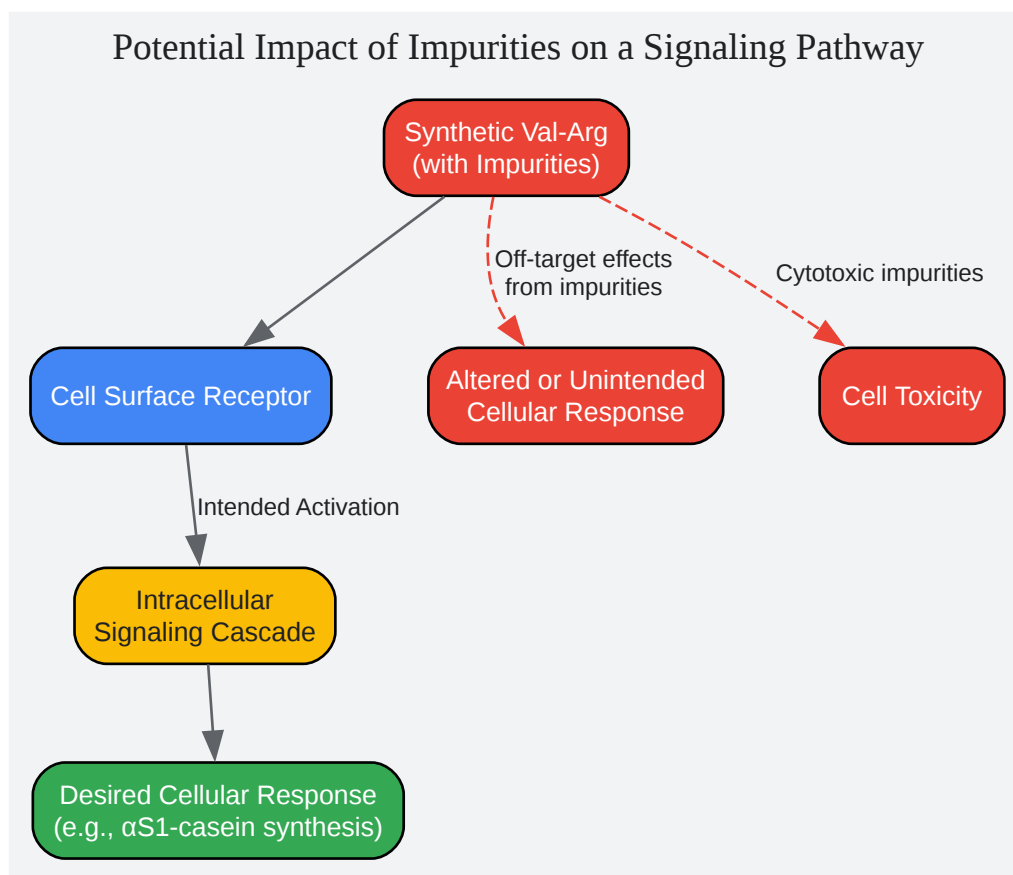 Potential Impact of Impurities on a Signaling Pathway
Synthetic Val-Arg
(with Impurities)
Off-target effects
from impurities
Cytotoxic impurities
Cell Surface Receptor
Altered or Unintended
Cellular Response
Cell Toxicity
Intended Activation
Intracellular
Signaling Cascade
Desired Cellular Response
(e.g., αS1-casein synthesis)